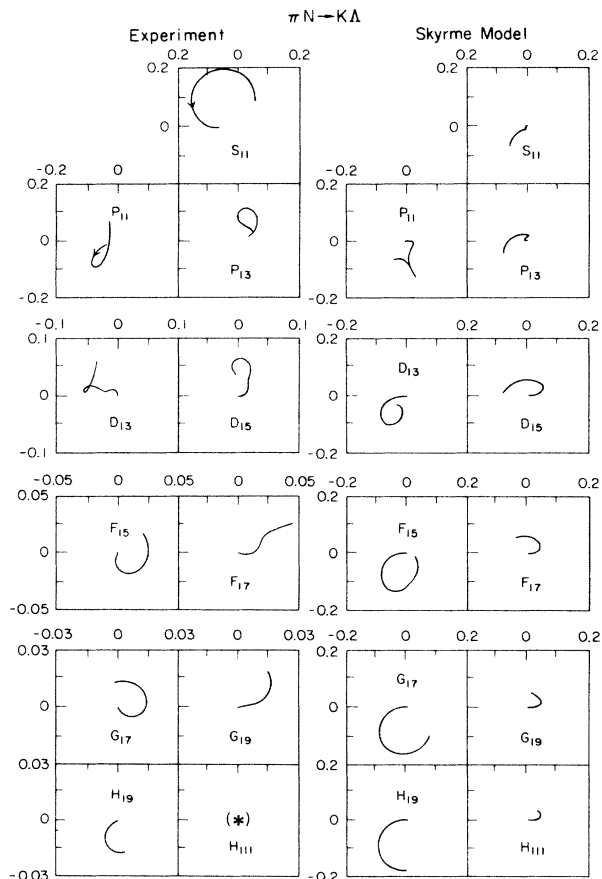 πN→KΛ
Experiment Skyrme Model
0.2 0 0.2 0.2 0 0.2
0.2 0.2
0 0
S11 S11
-0.2 0 -0.2 0
0.2 0.2
P11 P11
0 0
P13 P13
-0.2 -0.2
-0.1 0 0.1 0 0.1 -0.2 0 0.2 0 0.2
0.1 0.2
D13
0 0
D13 D15 D15
-0.1 -0.2
-0.05 0 0.05 0 0.05 -0.2 0 0.2 0 0.2
0.05 0.2
F15 F15
0 0
F17 F17
-0.05 -0.2
-0.03 0 0.03 0 0.03 -0.2 0 0.2 0 0.2
0.03 0.2
G17
0 0
G17 G19 G19
0.03 0.2
H19 H19
0 (*) 0
H111 H111
-0.03 -0.2